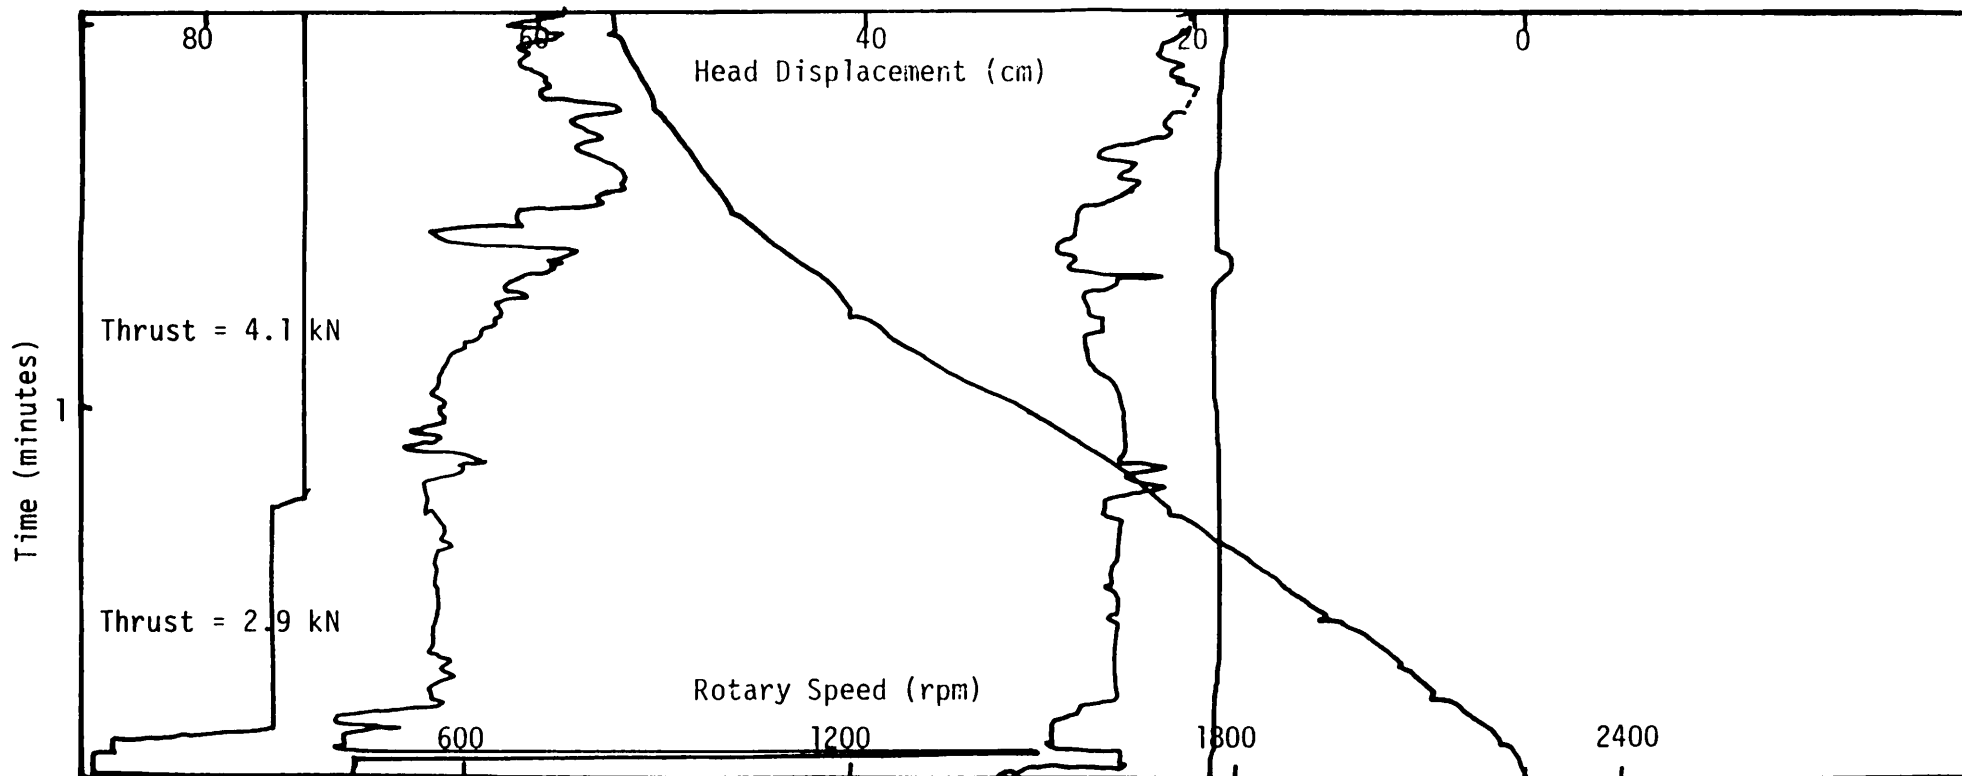 80 60 40 20 0
Head Displacement (cm)
Thrust = 4.1 kN
1
Time (minutes)
Thrust = 2.9 kN
Rotary Speed (rpm)
600 1200 1800 2400